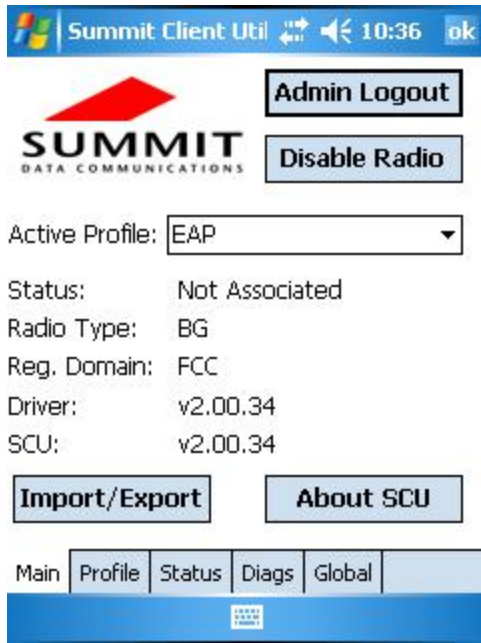 Summit Client Util 10:36 ok
Admin Logout
SUMMIT
DATA COMMUNICATIONS
Disable Radio
Active Profile: EAP
Status: Not Associated
Radio Type: BG
Reg. Domain: FCC
Driver: v2.00.34
SCU: v2.00.34
Import/Export About SCU
Main Profile Status Diags Global